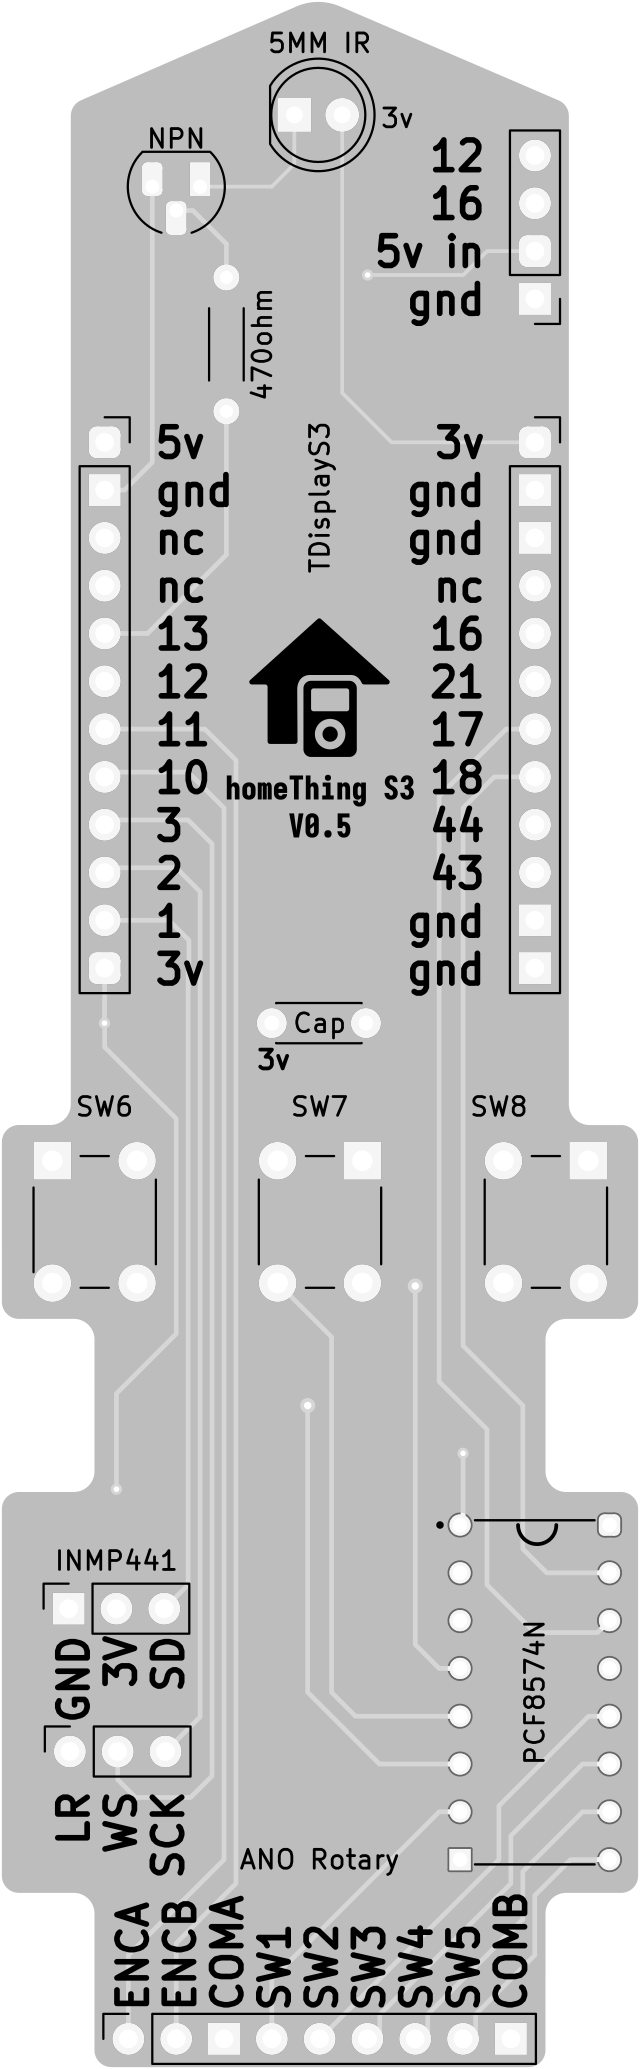 5MM IR
3v
NPN
12
16
5v in
gnd
470ohm
TDisplayS3
5v
gnd
nc
nc
13
12
11
10
3
2
1
3v
3v
gnd
gnd
nc
16
21
17
18
44
43
gnd
gnd
homeThing S3
V0.5
Cap
3v
SW6
SW7
SW8
INMP441
GND
3V
SD
LR
WS
SCK
PCF8574N
ANO Rotary
ENCA
ENCB
COMA
SW1
SW2
SW3
SW4
SW5
COMB